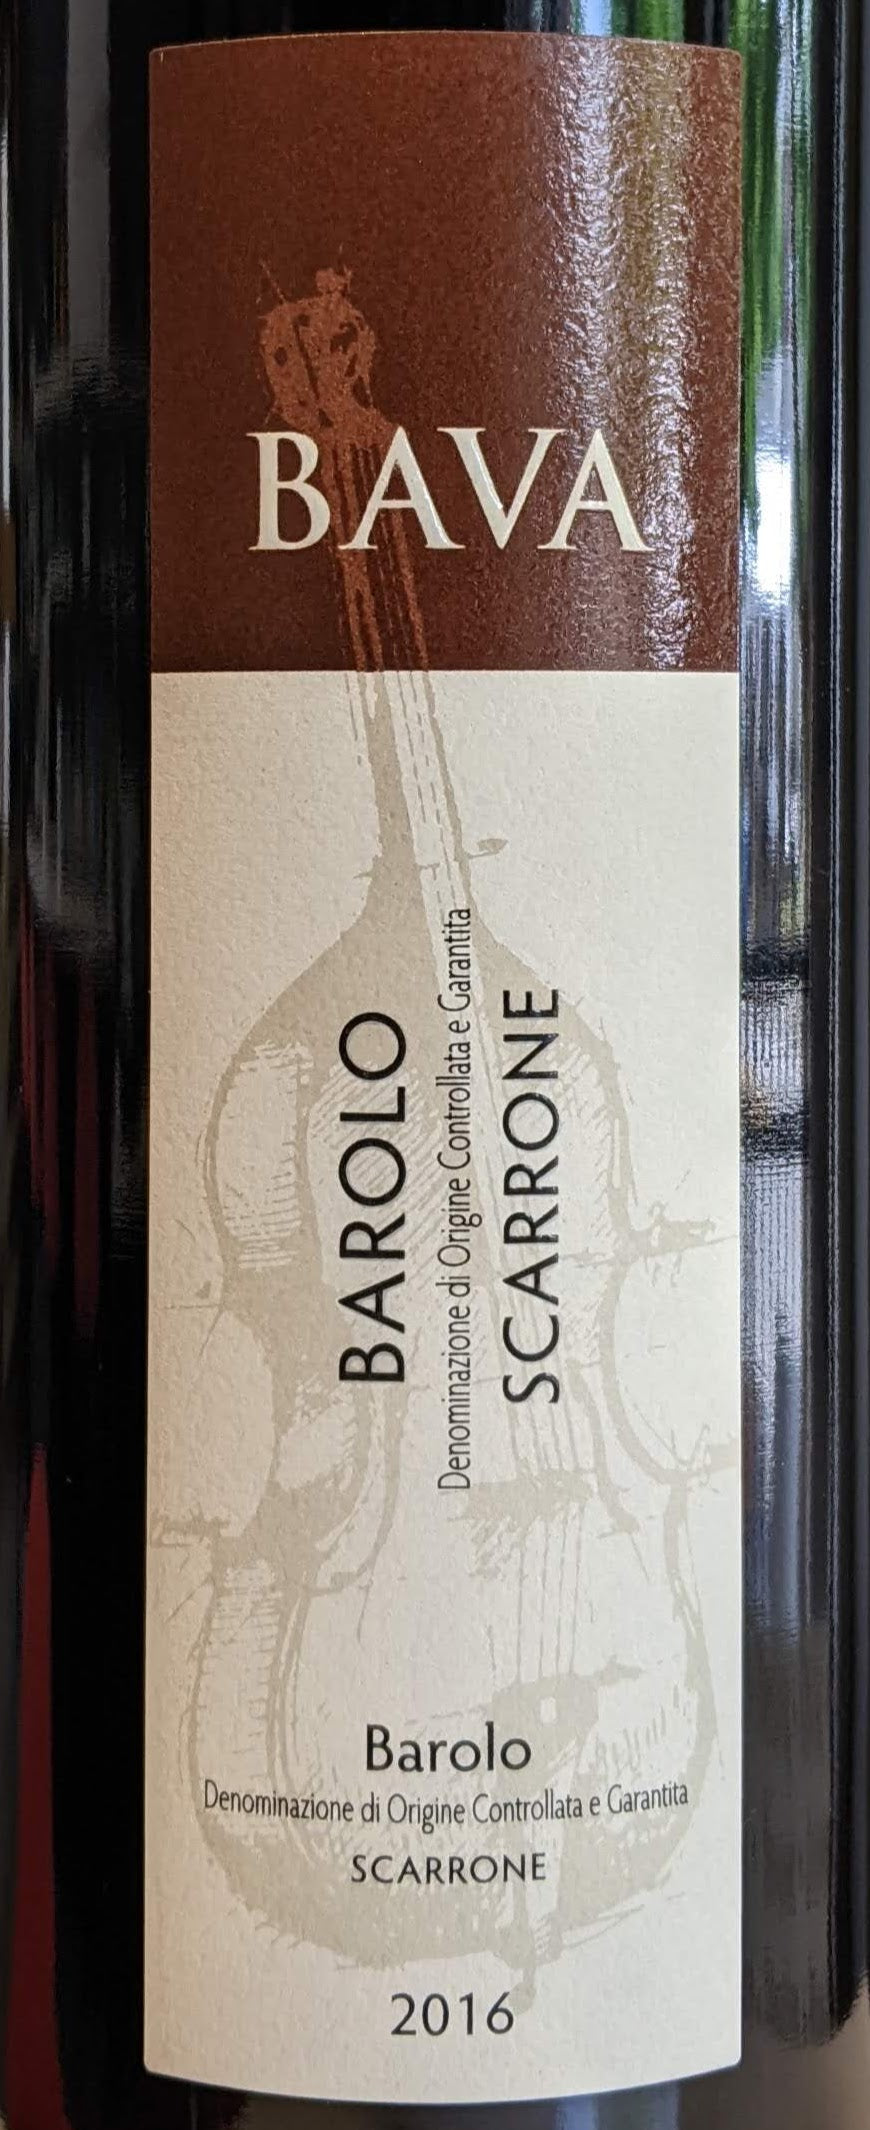 BAVA
BAROLO
Denominazione di Origine Controllata e Garantita
SCARRONE
Barolo
Denominazione di Origine Controllata e Garantita
SCARRONE
2016